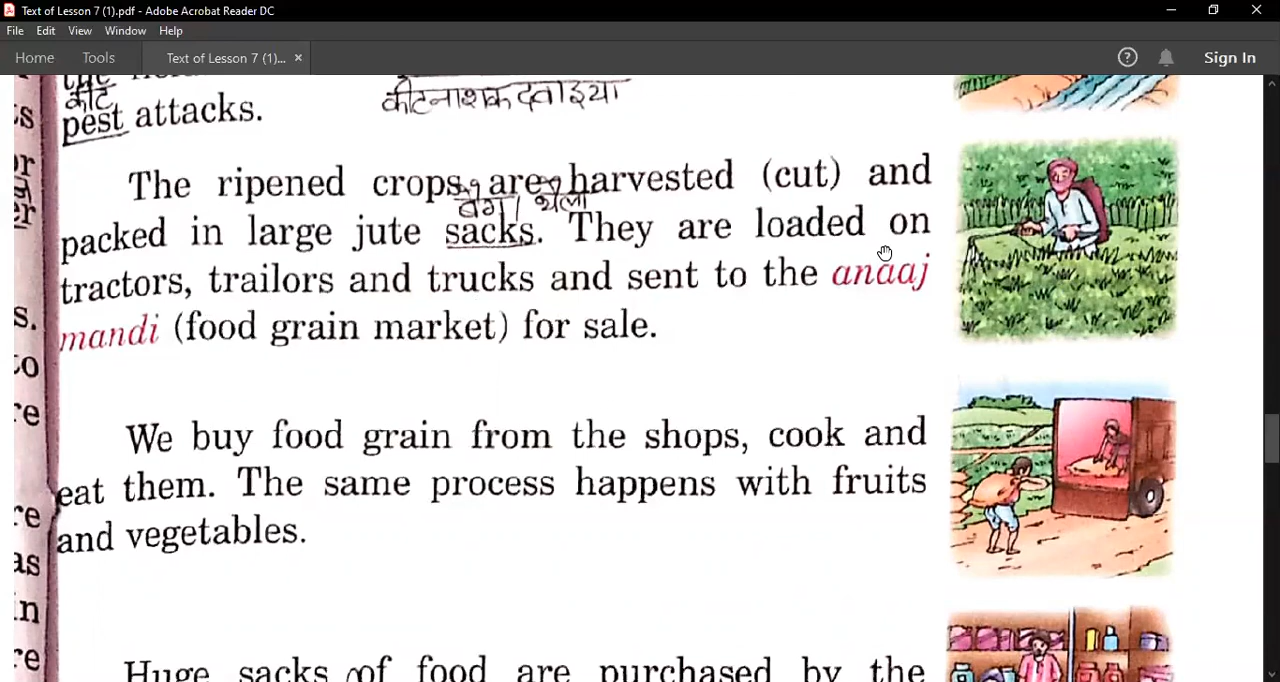 Text of Lesson 7 (1).pdf - Adobe Acrobat Reader DC
File Edit View Window Help
Home Tools Text of Lesson 7 (1)... × Sign In
कीट
कीटनाशक दवाइया
pest attacks.
The ripened crops are harvested (cut) and
बैग / थैला
packed in large jute sacks. They are loaded on
tractors, trailors and trucks and sent to the anaaj
mandi (food grain market) for sale.
We buy food grain from the shops, cook and
eat them. The same process happens with fruits
and vegetables.
Huge sacks of food are purchased by the